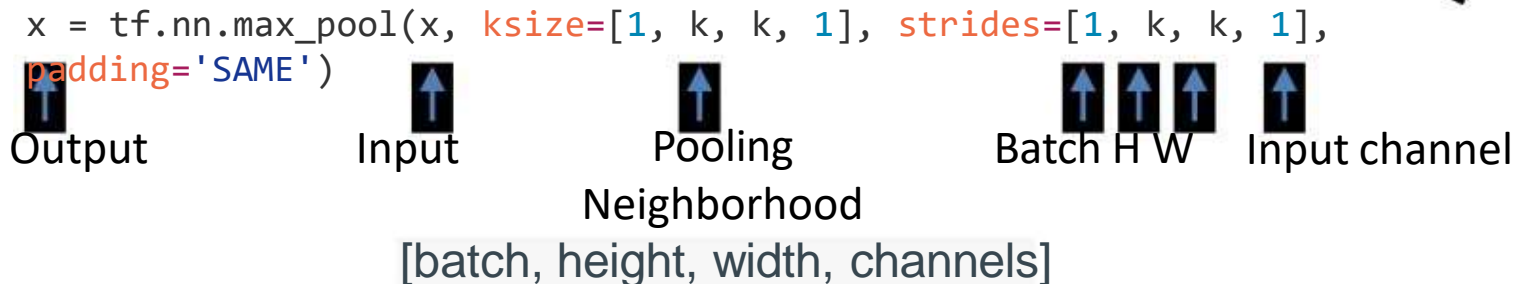 x = tf.nn.max_pool(x, ksize=[1, k, k, 1], strides=[1, k, k, 1],
padding='SAME')
Output Input Pooling Batch H W Input channel
Neighborhood
[batch, height, width, channels]